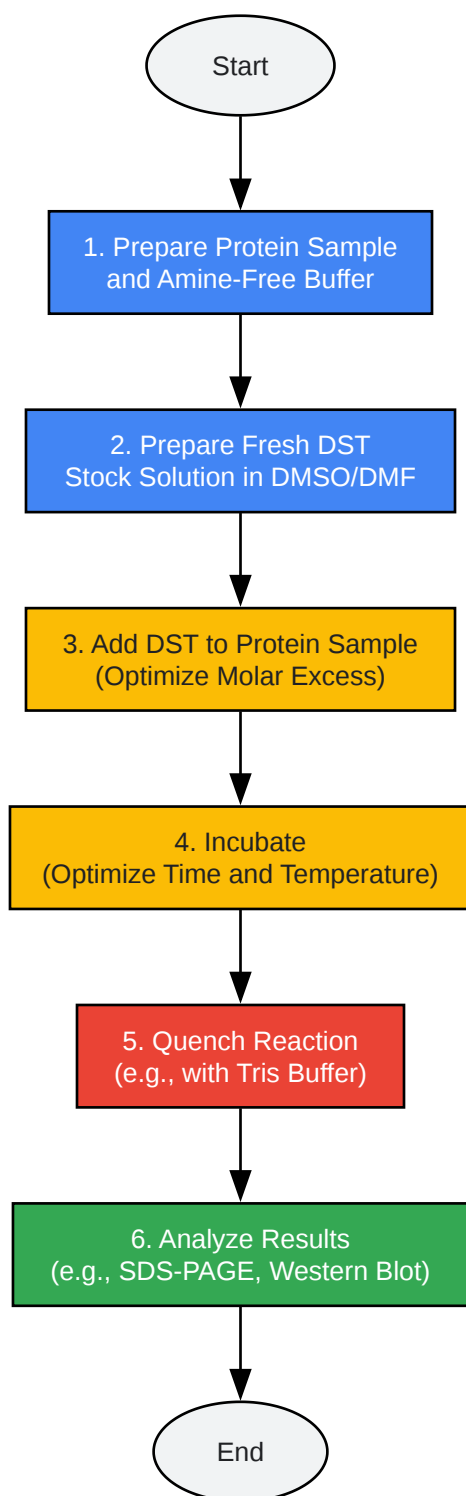 Start
1. Prepare Protein Sample
and Amine-Free Buffer
2. Prepare Fresh DST
Stock Solution in DMSO/DMF
3. Add DST to Protein Sample
(Optimize Molar Excess)
4. Incubate
(Optimize Time and Temperature)
5. Quench Reaction
(e.g., with Tris Buffer)
6. Analyze Results
(e.g., SDS-PAGE, Western Blot)
End